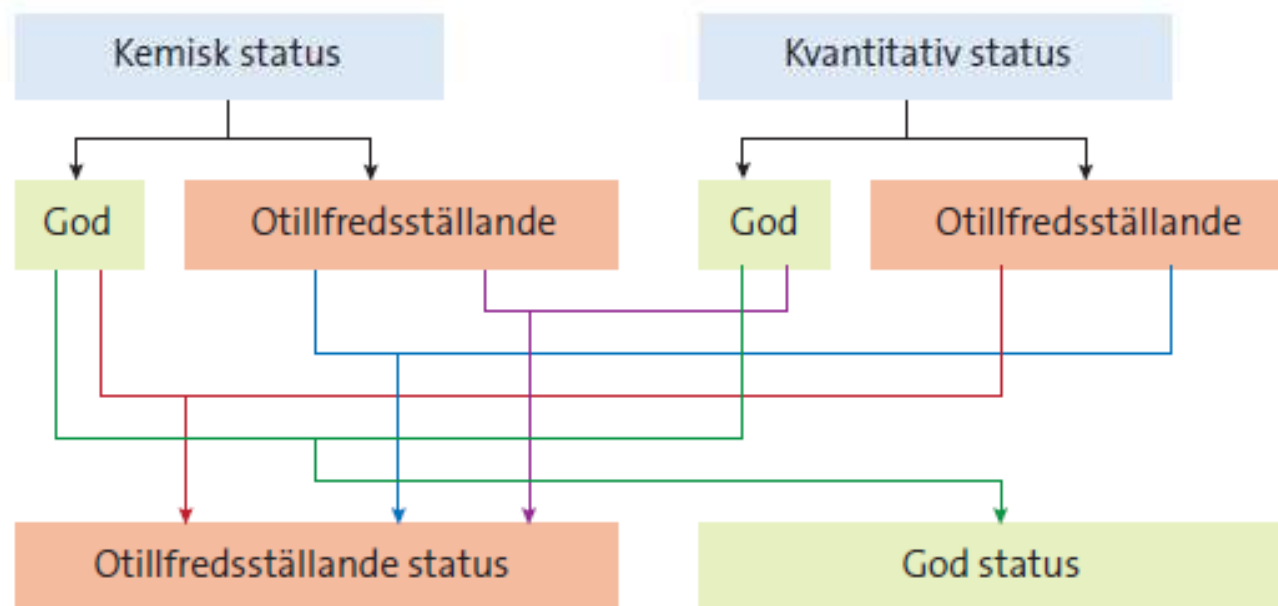 Kemisk status
Kvantitativ status
God
Otillfredsställande
God
Otillfredsställande
Otillfredsställande status
God status